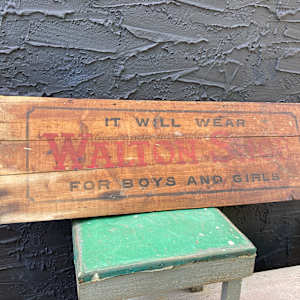 IT WILL WEAR
WALTON
FOR BOYS AND GIRLS